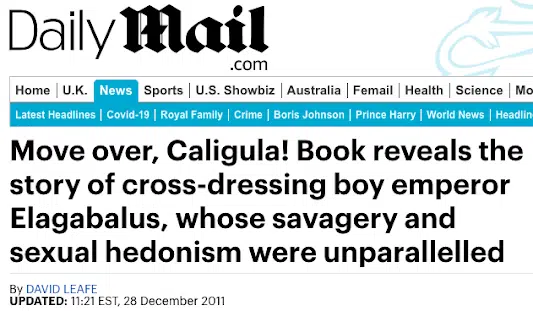 Daily Mail
.com
Home U.K. News Sports U.S. Showbiz Australia Femail Health Science Mo
Latest Headlines Covid-19 Royal Family Crime Boris Johnson Prince Harry World News Headlin
Move over, Caligula! Book reveals the
story of cross-dressing boy emperor
Elagabalus, whose savagery and
sexual hedonism were unparallelled
By DAVID LEAFE
UPDATED: 11:21 EST, 28 December 2011